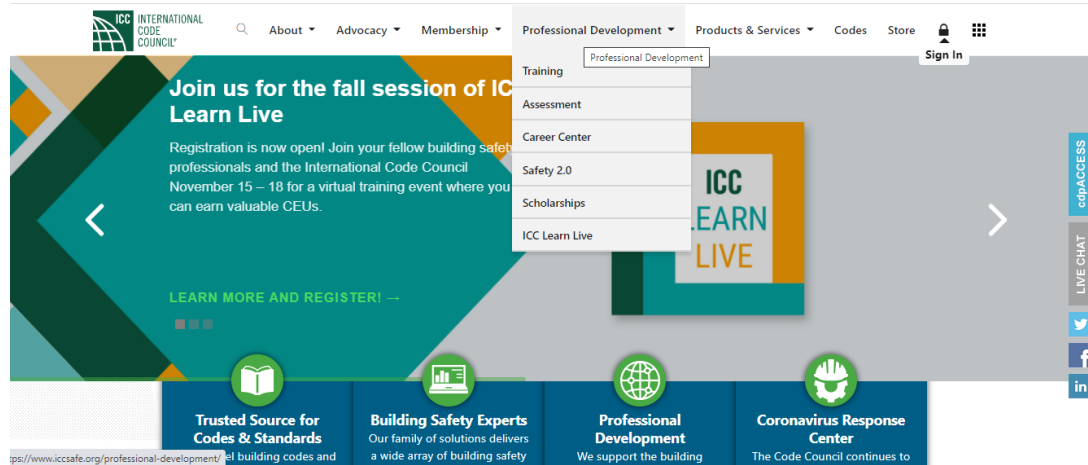 ICC INTERNATIONAL
CODE
COUNCIL®
About
Advocacy
Membership
Professional Development
Products & Services
Codes
Store
Sign In
Professional Development
Training
Assessment
Career Center
Safety 2.0
Scholarships
ICC Learn Live
Join us for the fall session of IC
Learn Live
Registration is now open! Join your fellow building safety
professionals and the International Code Council
November 15 – 18 for a virtual training event where you
can earn valuable CEUs.
LEARN MORE AND REGISTER! →
ICC
LEARN
LIVE
cdpACCESS
LIVE CHAT
Trusted Source for
Codes & Standards
el building codes and
Building Safety Experts
Our family of solutions delivers
a wide array of building safety
Professional
Development
We support the building
Coronavirus Response
Center
The Code Council continues to
tps://www.iccsafe.org/professional-development/